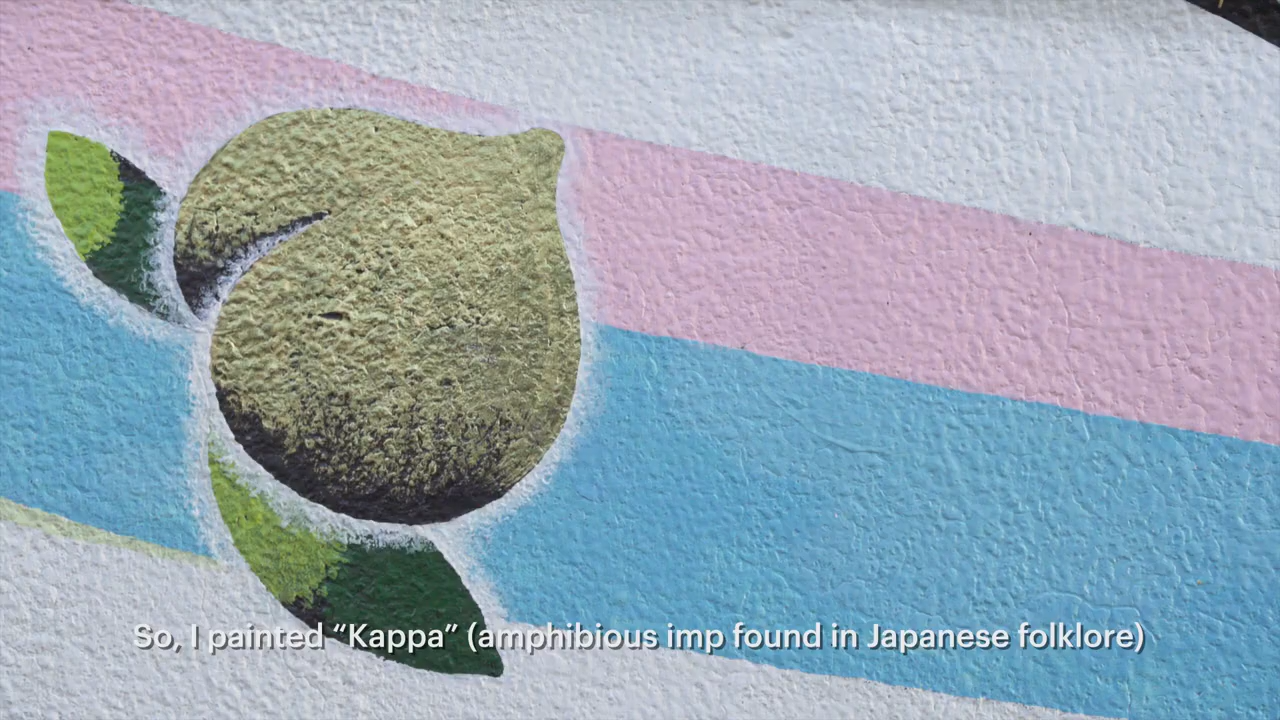 So, I painted “Kappa” (amphibious imp found in Japanese folklore)